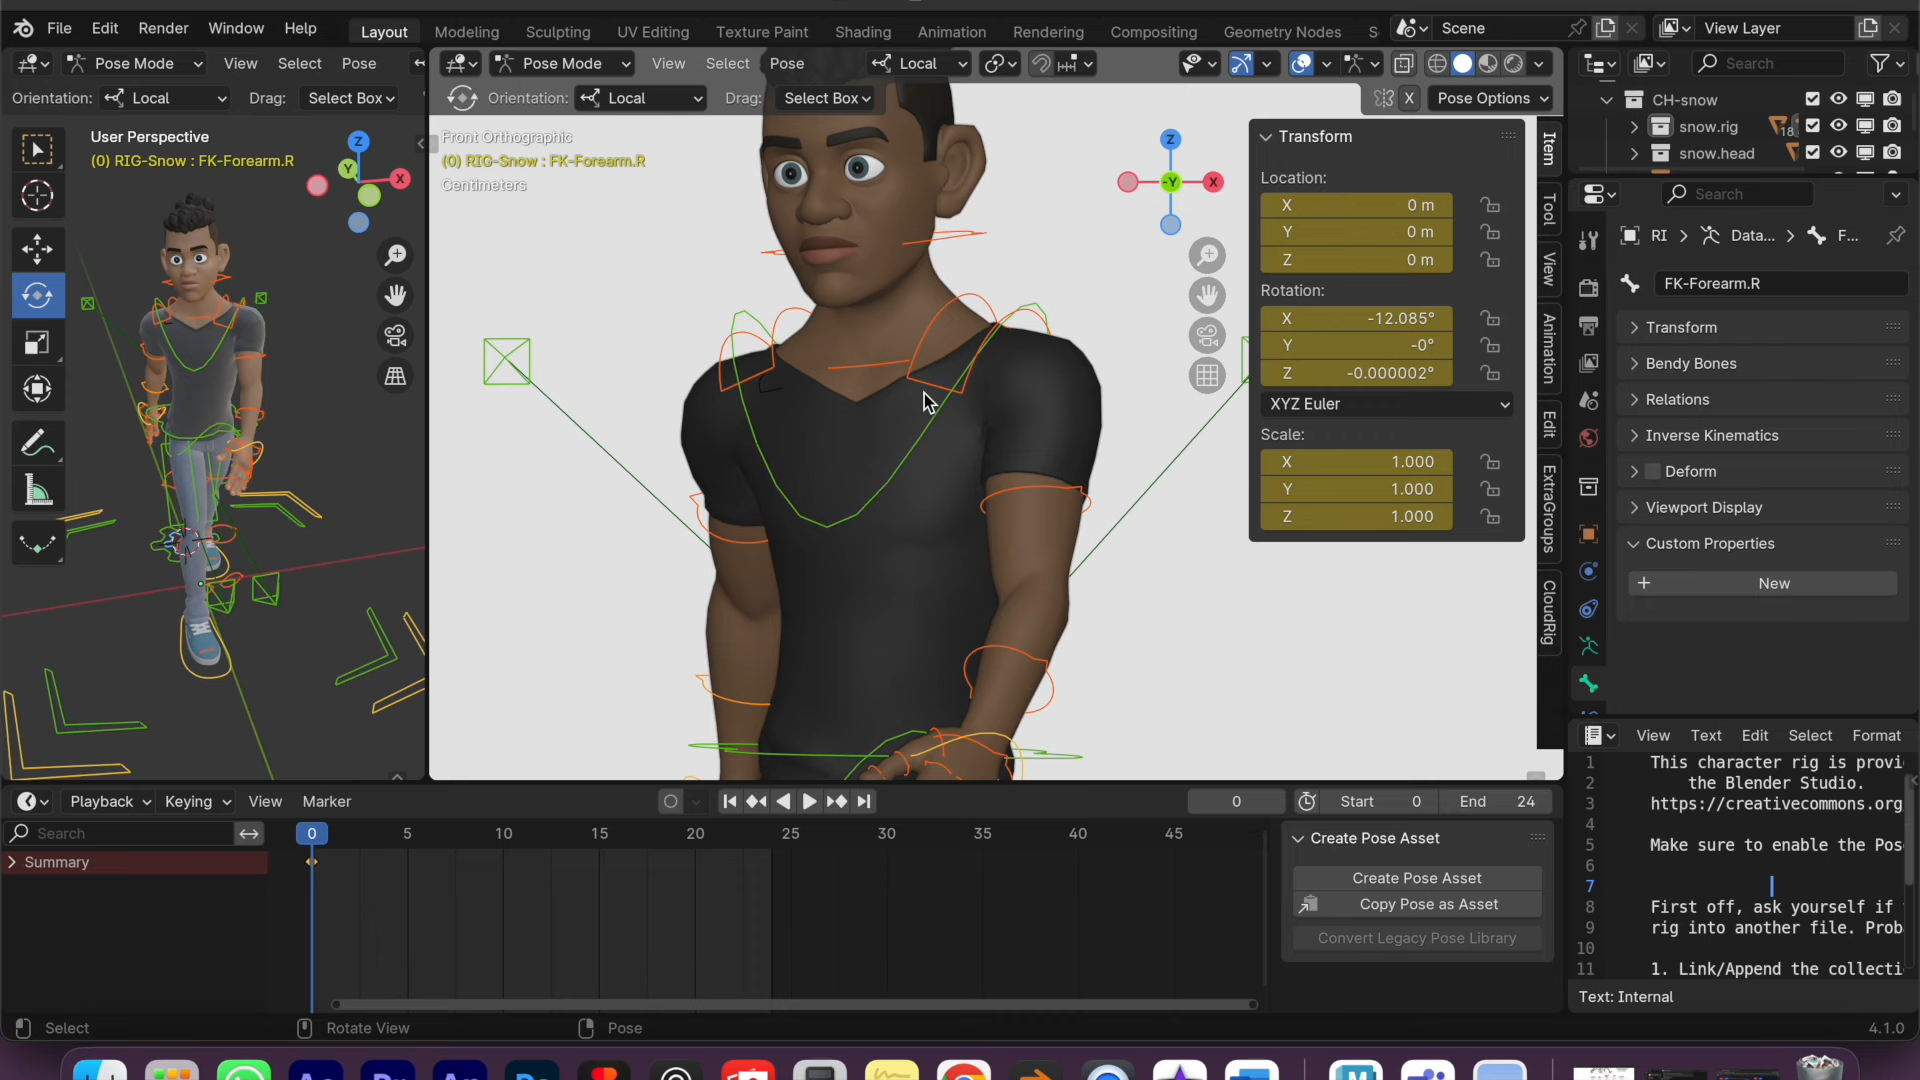 File Edit Render Window Help Layout Modeling Sculpting UV Editing Texture Paint Shading Animation Rendering Compositing Geometry Nodes Scene View Layer
Pose Mode View Select Pose
Orientation: Local Drag: Select Box
User Perspective
(0) RIG-Snow : FK-Forearm.R
Z
Y
X
Pose Mode View Select Pose Local
Orientation: Local Drag: Select Box X Pose Options
Front Orthographic
(0) RIG-Snow : FK-Forearm.R
Centimeters
Z
-Y
X
Transform
Location:
X 0 m
Y 0 m
Z 0 m
Rotation:
X -12.085°
Y -0°
Z -0.000002°
XYZ Euler
Scale:
X 1.000
Y 1.000
Z 1.000
Item
Tool
View
Animation
Edit
ExtraGroups
CloudRig
Search
CH-snow
snow.rig 18
snow.head
Search
RI Data... F...
FK-Forearm.R
Transform
Bendy Bones
Relations
Inverse Kinematics
Deform
Viewport Display
Custom Properties
New
View Text Edit Select Format
1 This character rig is provi
2 the Blender Studio.
3 https://creativecommons.org
4
5 Make sure to enable the Pos
6
7
8 First off, ask yourself if
9 rig into another file. Prob
10
11 1. Link/Append the collecti
Text: Internal
Playback Keying View Marker 0 Start 0 End 24
Search
0 5 10 15 20 25 30 35 40 45
Summary
Create Pose Asset
Create Pose Asset
Copy Pose as Asset
Convert Legacy Pose Library
Select Rotate View Pose 4.1.0